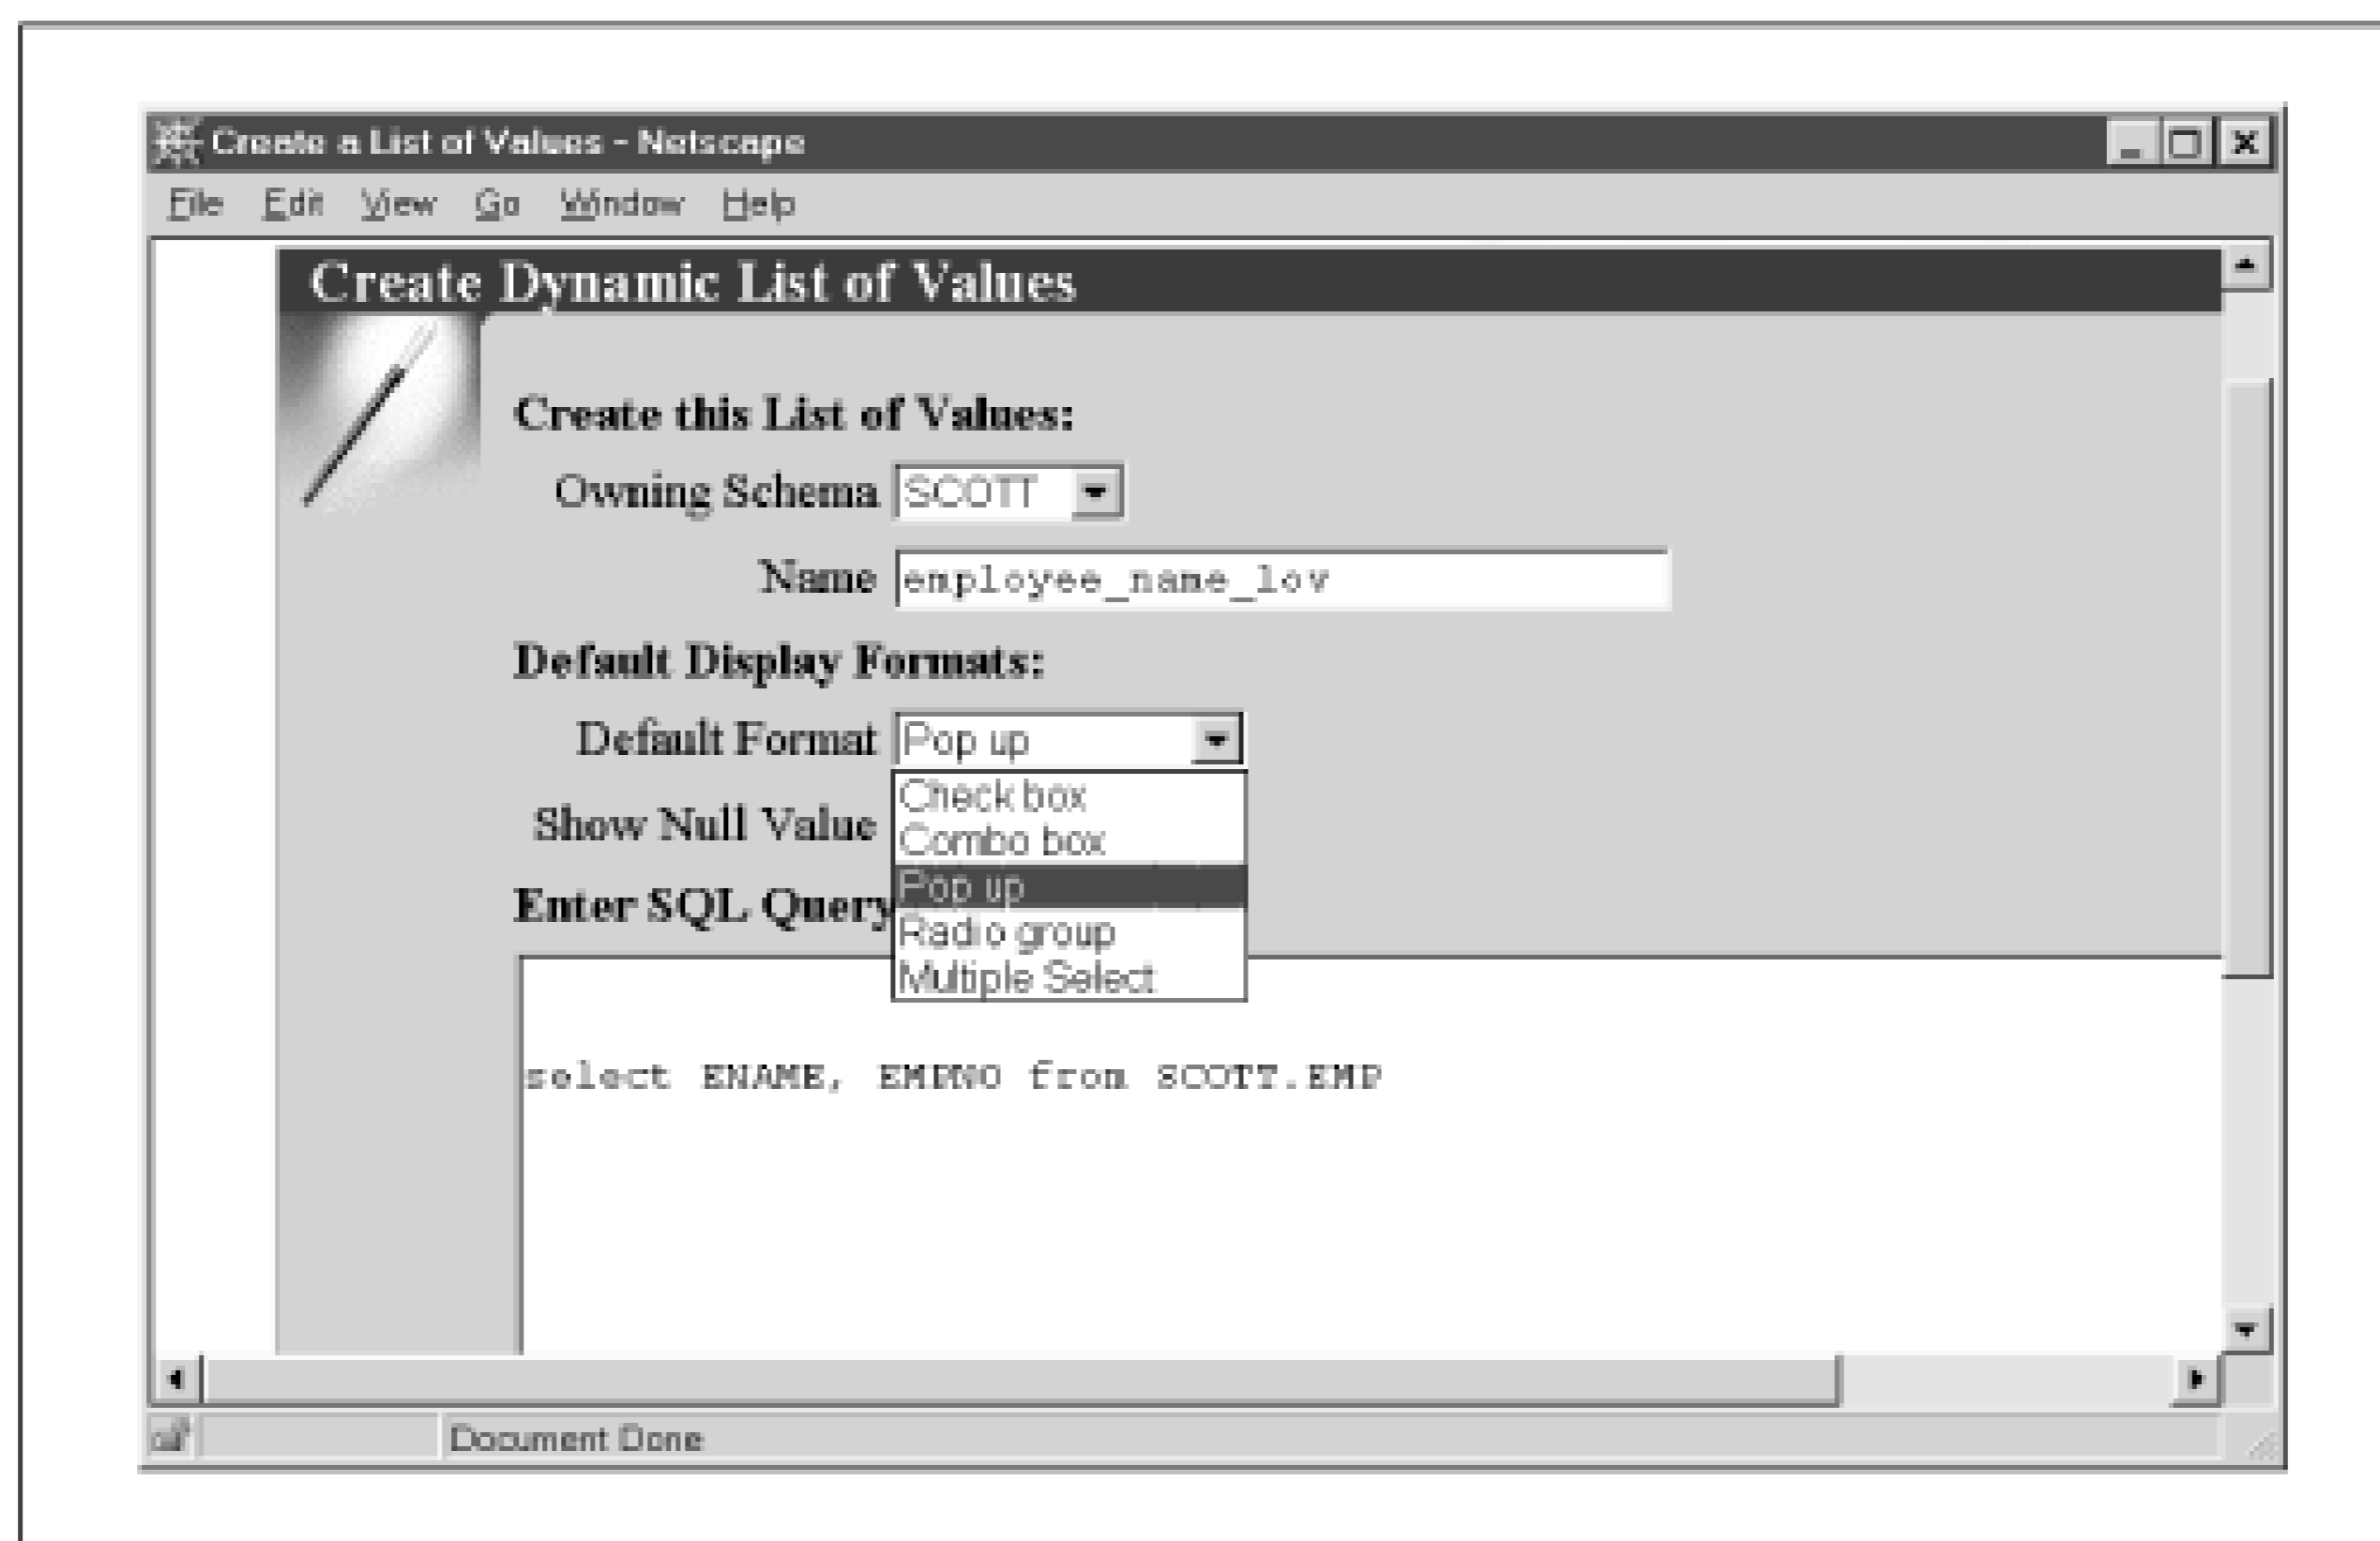 Create a List of Values - Netscape
File Edit View Go Window Help
Create Dynamic List of Values
Create this List of Values:
Owning Schema SCOTT
Name employee_name_lov
Default Display Formats:
Default Format Pop up
Check box
Show Null Value
Combo box
Pop up
Enter SQL Query
Radio group
Multiple Select
select ENAME, EMPNO from SCOTT.EMP
Document Done